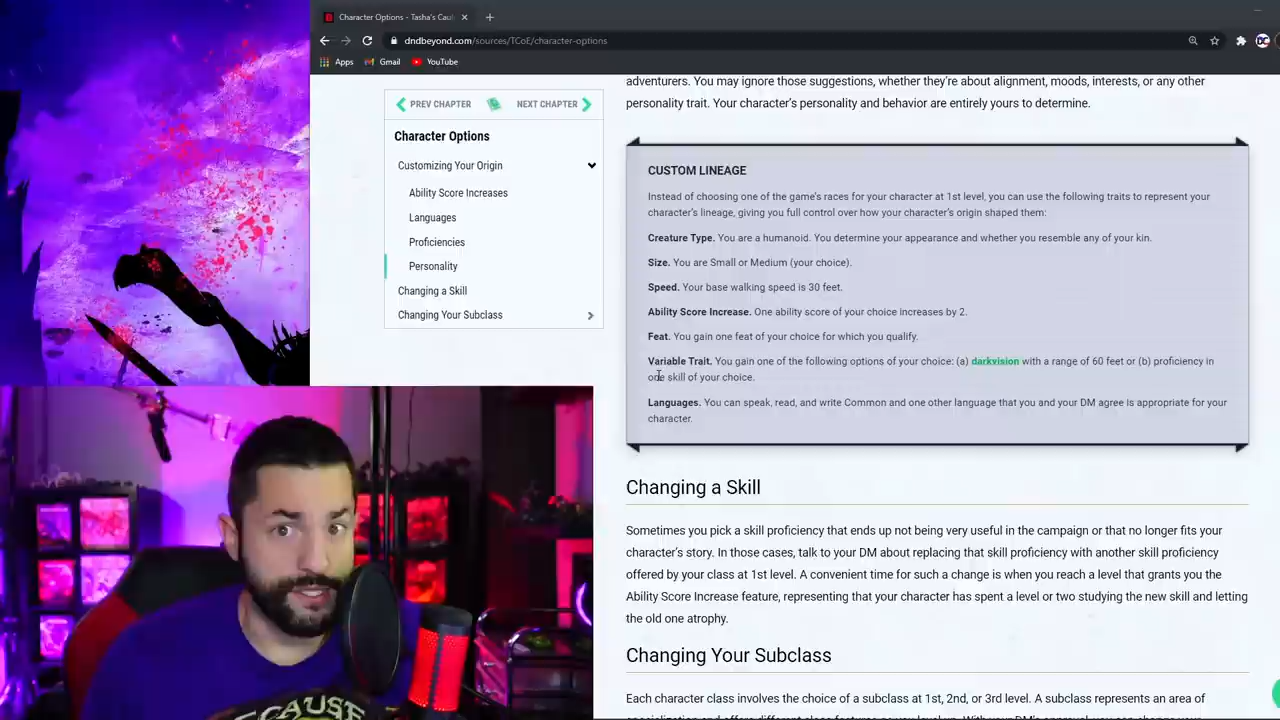 Character Options - Tasha's Caul
dndbeyond.com/sources/TCoE/character-options
Apps Gmail YouTube
adventurers. You may ignore those suggestions, whether they're about alignment, moods, interests, or any other
personality trait. Your character's personality and behavior are entirely yours to determine.
PREV CHAPTER NEXT CHAPTER
Character Options
Customizing Your Origin
Ability Score Increases
Languages
Proficiencies
Personality
Changing a Skill
Changing Your Subclass
CUSTOM LINEAGE
Instead of choosing one of the game's races for your character at 1st level, you can use the following traits to represent your
character's lineage, giving you full control over how your character's origin shaped them:
Creature Type. You are a humanoid. You determine your appearance and whether you resemble any of your kin.
Size. You are Small or Medium (your choice).
Speed. Your base walking speed is 30 feet.
Ability Score Increase. One ability score of your choice increases by 2.
Feat. You gain one feat of your choice for which you qualify.
Variable Trait. You gain one of the following options of your choice: (a) darkvision with a range of 60 feet or (b) proficiency in
one skill of your choice.
Languages. You can speak, read, and write Common and one other language that you and your DM agree is appropriate for your
character.
Changing a Skill
Sometimes you pick a skill proficiency that ends up not being very useful in the campaign or that no longer fits your
character's story. In those cases, talk to your DM about replacing that skill proficiency with another skill proficiency
offered by your class at 1st level. A convenient time for such a change is when you reach a level that grants you the
Ability Score Increase feature, representing that your character has spent a level or two studying the new skill and letting
the old one atrophy.
Changing Your Subclass
Each character class involves the choice of a subclass at 1st, 2nd, or 3rd level. A subclass represents an area of
BECAUSE